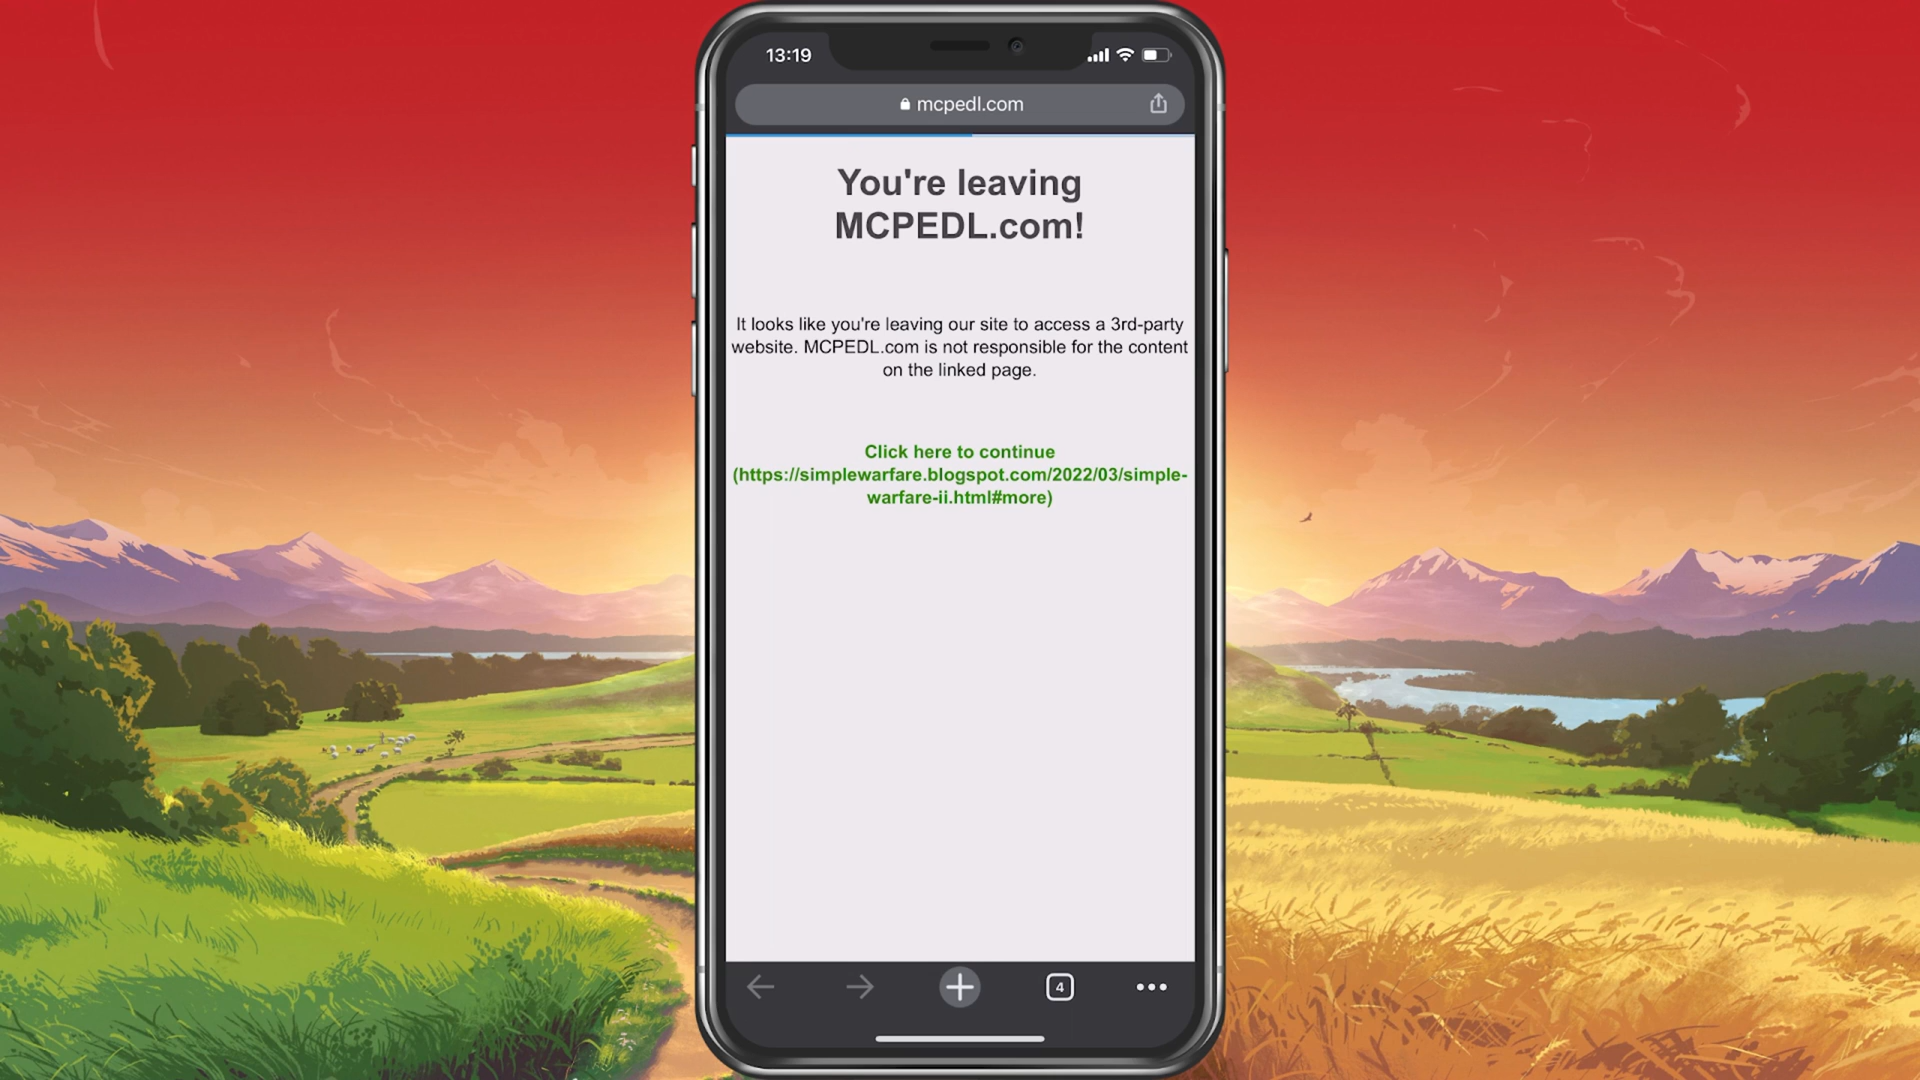 13:19
mcpedl.com
You're leaving
MCPEDL.com!
It looks like you're leaving our site to access a 3rd-party
website. MCPEDL.com is not responsible for the content
on the linked page.
Click here to continue
(https://simplewarfare.blogspot.com/2022/03/simple-
warfare-ii.html#more)
4